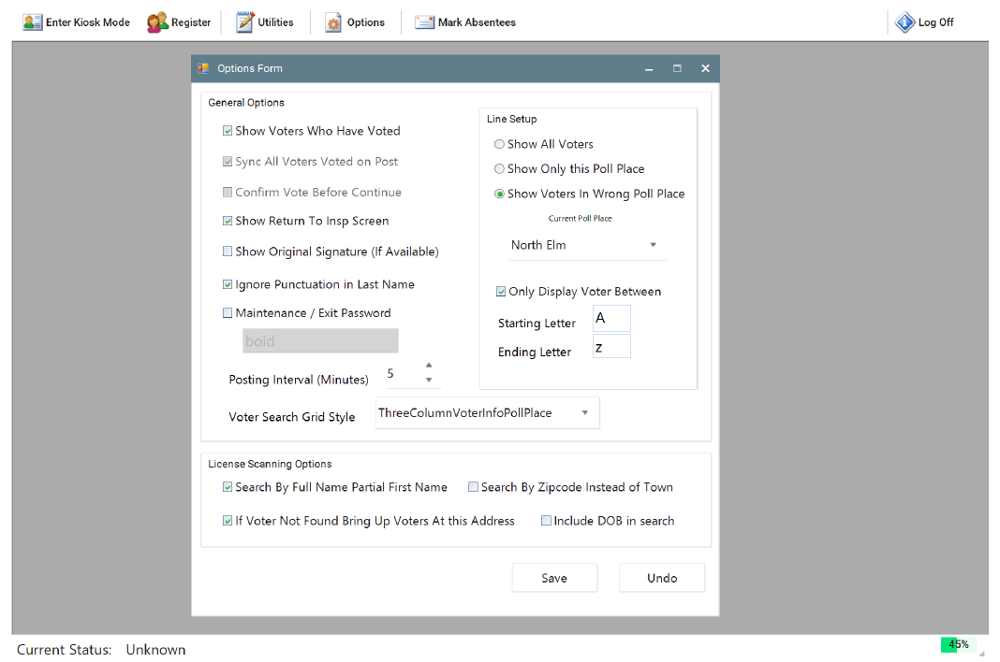 Enter Kiosk Mode Register Utilities Options Mark Absentees Log Off
Options Form
General Options
Show Voters Who Have Voted
Sync All Voters Voted on Post
Confirm Vote Before Continue
Show Return To Insp Screen
Show Original Signature (If Available)
Ignore Punctuation in Last Name
Maintenance / Exit Password
bold
Posting Interval (Minutes) 5
Voter Search Grid Style ThreeColumnVoterInfoPollPlace
Line Setup
Show All Voters
Show Only this Poll Place
Show Voters In Wrong Poll Place
Current Poll Place
North Elm
Only Display Voter Between
Starting Letter A
Ending Letter z
License Scanning Options
Search By Full Name Partial First Name Search By Zipcode Instead of Town
If Voter Not Found Bring Up Voters At this Address Include DOB in search
Save Undo
Current Status: Unknown 45%